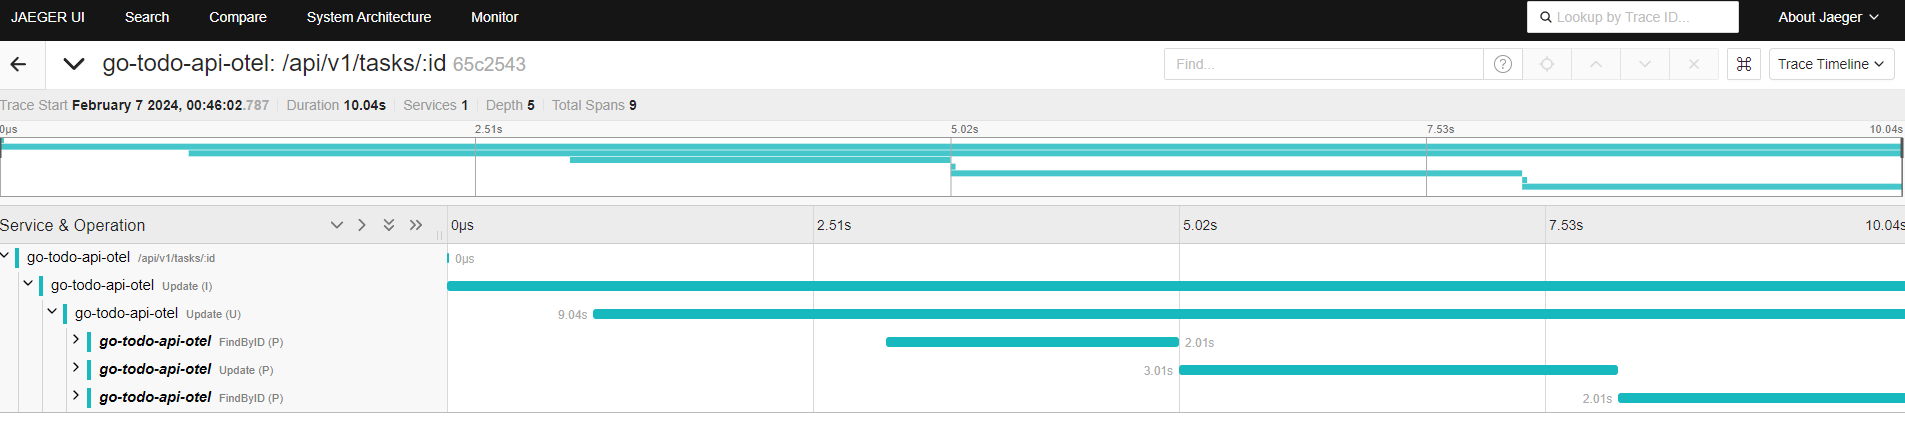 JAEGER UI Search Compare System Architecture Monitor Lookup by Trace ID... About Jaeger
go-todo-api-otel: /api/v1/tasks/:id 65c2543 Find... ? ⌘ Trace Timeline
Trace Start February 7 2024, 00:46:02.787 Duration 10.04s Services 1 Depth 5 Total Spans 9
0μs 2.51s 5.02s 7.53s 10.04s
Service & Operation 0μs 2.51s 5.02s 7.53s 10.04s
go-todo-api-otel /api/v1/tasks/:id 0μs
go-todo-api-otel Update (I)
go-todo-api-otel Update (U) 9.04s
go-todo-api-otel FindByID (P) 2.01s
go-todo-api-otel Update (P) 3.01s
go-todo-api-otel FindByID (P) 2.01s